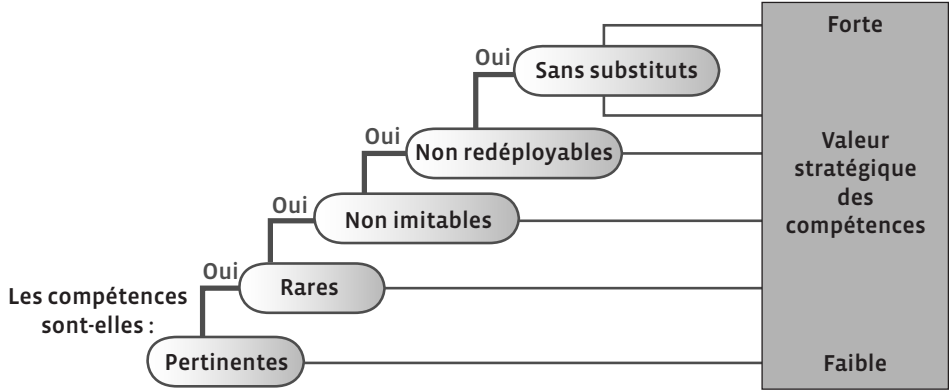 Forte
Oui
Sans substituts
Oui
Non redéployables
Valeur
stratégique
des
compétences
Oui
Non imitables
Oui
Rares
Les compétences
sont-elles :
Pertinentes
Faible